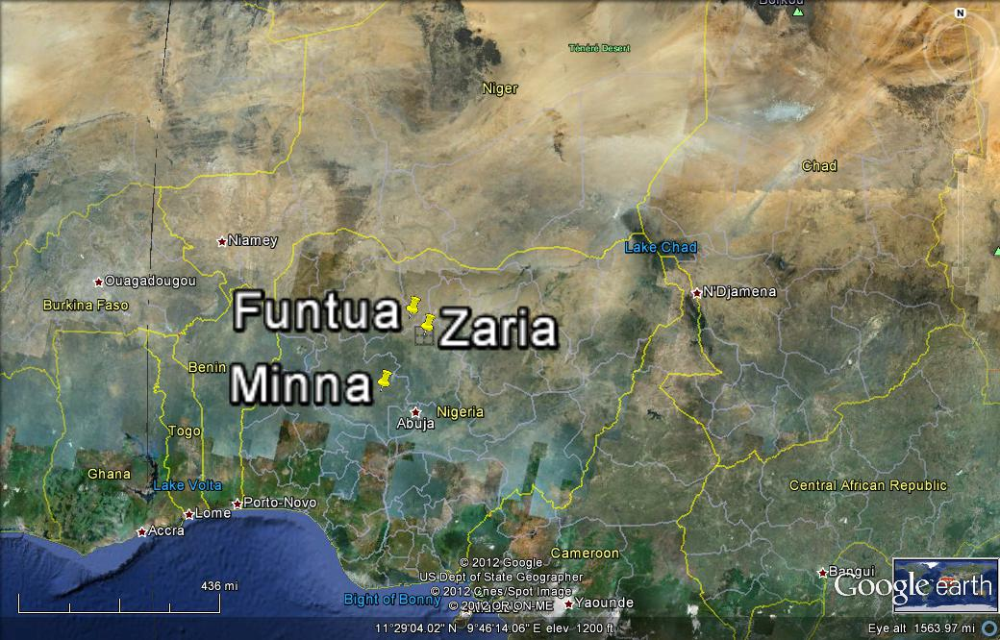 Borkou
N
Ténéré Desert
Niger
Chad
Niamey
Lake Chad
Ouagadougou
N'Djamena
Burkina Faso
Funtua
Zaria
Benin
Minna
Nigeria
Abuja
Togo
Ghana
Lake Volta
Central African Republic
Porto-Novo
Lome
Accra
Cameroon
© 2012 Google
US Dept of State Geographer
© 2012 Cnes/Spot Image
© 2012 ORION-ME
Bangui
Google earth
436 mi
Bight of Bonny
Yaounde
11°29'04.02" N 9°46'14.06" E elev 1200 ft
Eye alt 1563.97 mi